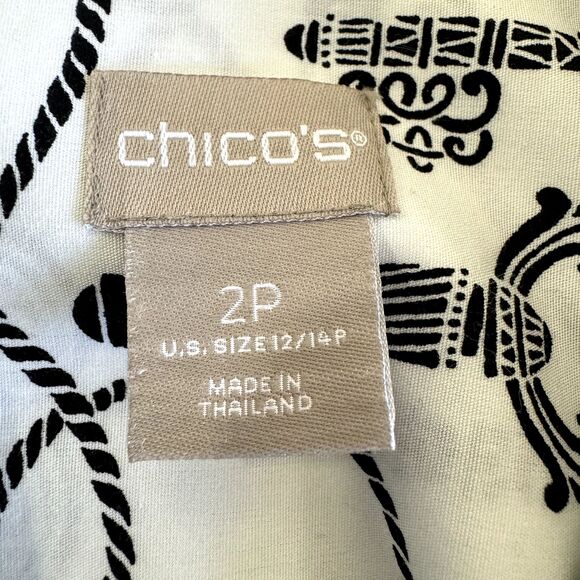 chico's®
2P
U.S. SIZE 12/14P
MADE IN
THAILAND